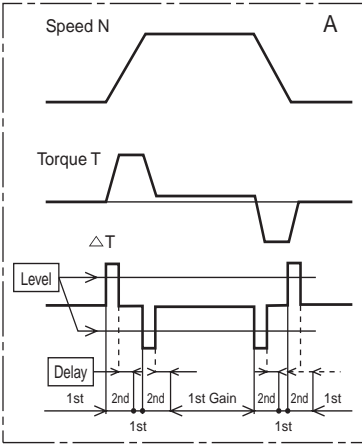 Speed N A
Torque T
△T
Level
Delay
1st 2nd 2nd 1st Gain 2nd 2nd 1st
1st 1st